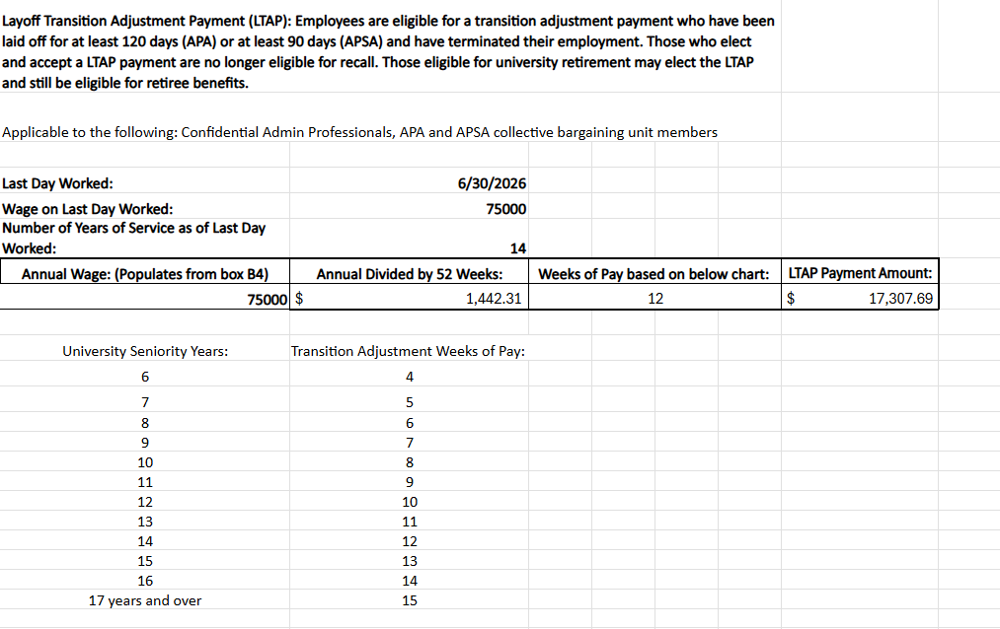 Layoff Transition Adjustment Payment (LTAP): Employees are eligible for a transition adjustment payment who have been
laid off for at least 120 days (APA) or at least 90 days (APSA) and have terminated their employment. Those who elect
and accept a LTAP payment are no longer eligible for recall. Those eligible for university retirement may elect the LTAP
and still be eligible for retiree benefits.
Applicable to the following: Confidential Admin Professionals, APA and APSA collective bargaining unit members
Last Day Worked: 6/30/2026
Wage on Last Day Worked: 75000
Number of Years of Service as of Last Day
Worked: 14
Annual Wage: (Populates from box B4) Annual Divided by 52 Weeks: Weeks of Pay based on below chart: LTAP Payment Amount:
75000 $ 1,442.31 12 $ 17,307.69
University Seniority Years: Transition Adjustment Weeks of Pay:
6 4
7 5
8 6
9 7
10 8
11 9
12 10
13 11
14 12
15 13
16 14
17 years and over 15